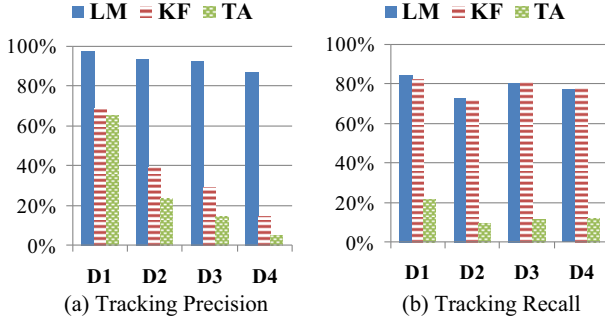 LM KF TA
100%
80%
60%
40%
20%
0%
D1 D2 D3 D4
(a) Tracking Precision
LM KF TA
100%
80%
60%
40%
20%
0%
D1 D2 D3 D4
(b) Tracking Recall